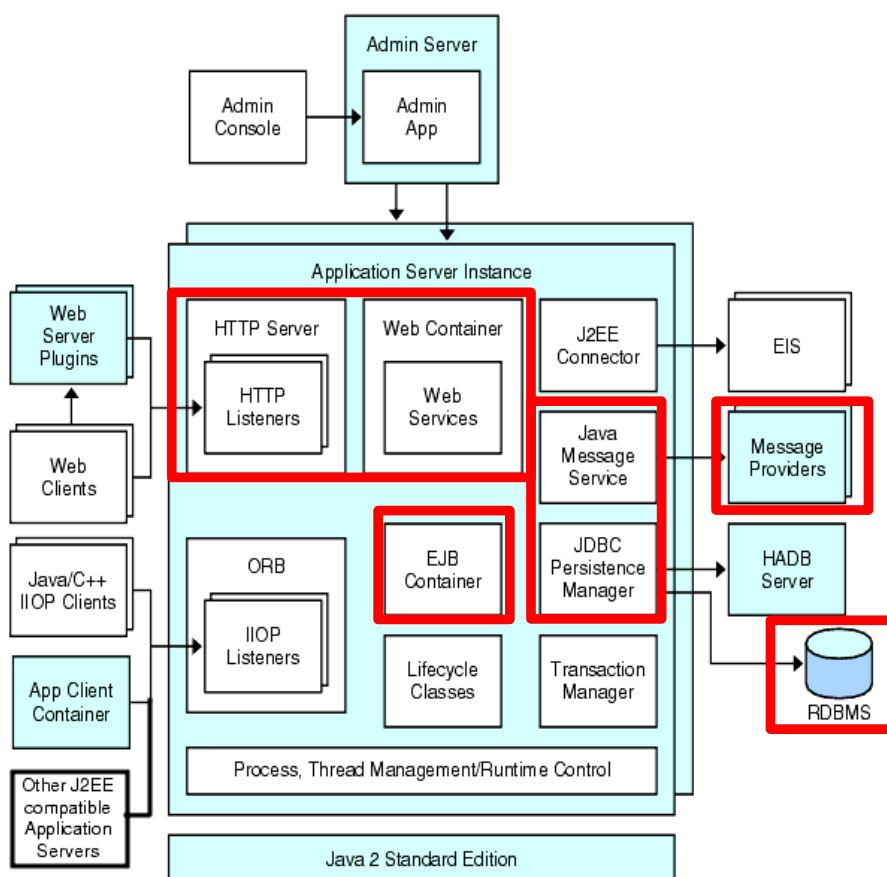 Admin Server
Admin
Console
Admin
App
Application Server Instance
Web
Server
Plugins
HTTP Server
HTTP
Listeners
Web Container
Web
Services
J2EE
Connector
EIS
Web
Clients
Java
Message
Service
Message
Providers
Java/C++
IIOP Clients
ORB
IIOP
Listeners
EJB
Container
JDBC
Persistence
Manager
HADB
Server
App Client
Container
Lifecycle
Classes
Transaction
Manager
RDBMS
Other J2EE
compatible
Application
Servers
Process, Thread Management/Runtime Control
Java 2 Standard Edition